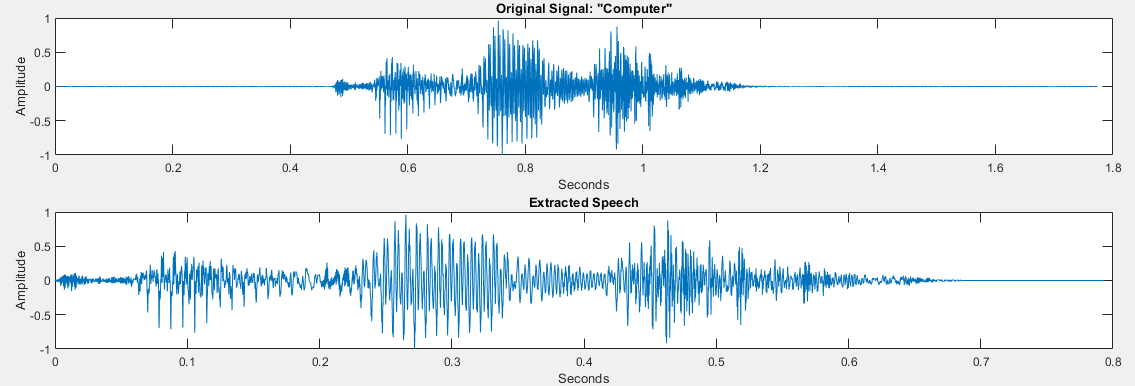 Original Signal: "Computer"
1
0.5
0
-0.5
-1
Amplitude
0 0.2 0.4 0.6 0.8 1 1.2 1.4 1.6 1.8
Seconds
Extracted Speech
1
0.5
0
-0.5
-1
Amplitude
0 0.1 0.2 0.3 0.4 0.5 0.6 0.7 0.8
Seconds